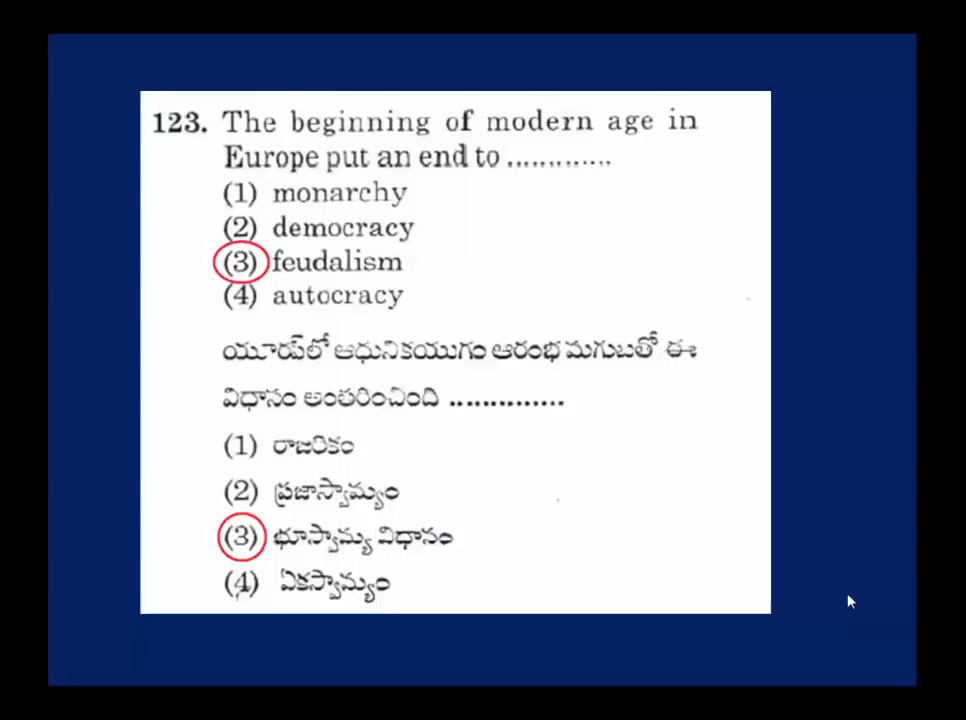 123. The beginning of modern age in
Europe put an end to .............
(1) monarchy
(2) democracy
(3) feudalism
(4) autocracy
యూరప్‌లో ఆధునికయుగం ఆరంభ మగుబతో ఈ
విధానం అంతరించింది ..............
(1) రాజరికం
(2) ప్రజాస్వామ్యం
(3) భూస్వామ్య విధానం
(4) ఏకస్వామ్యం